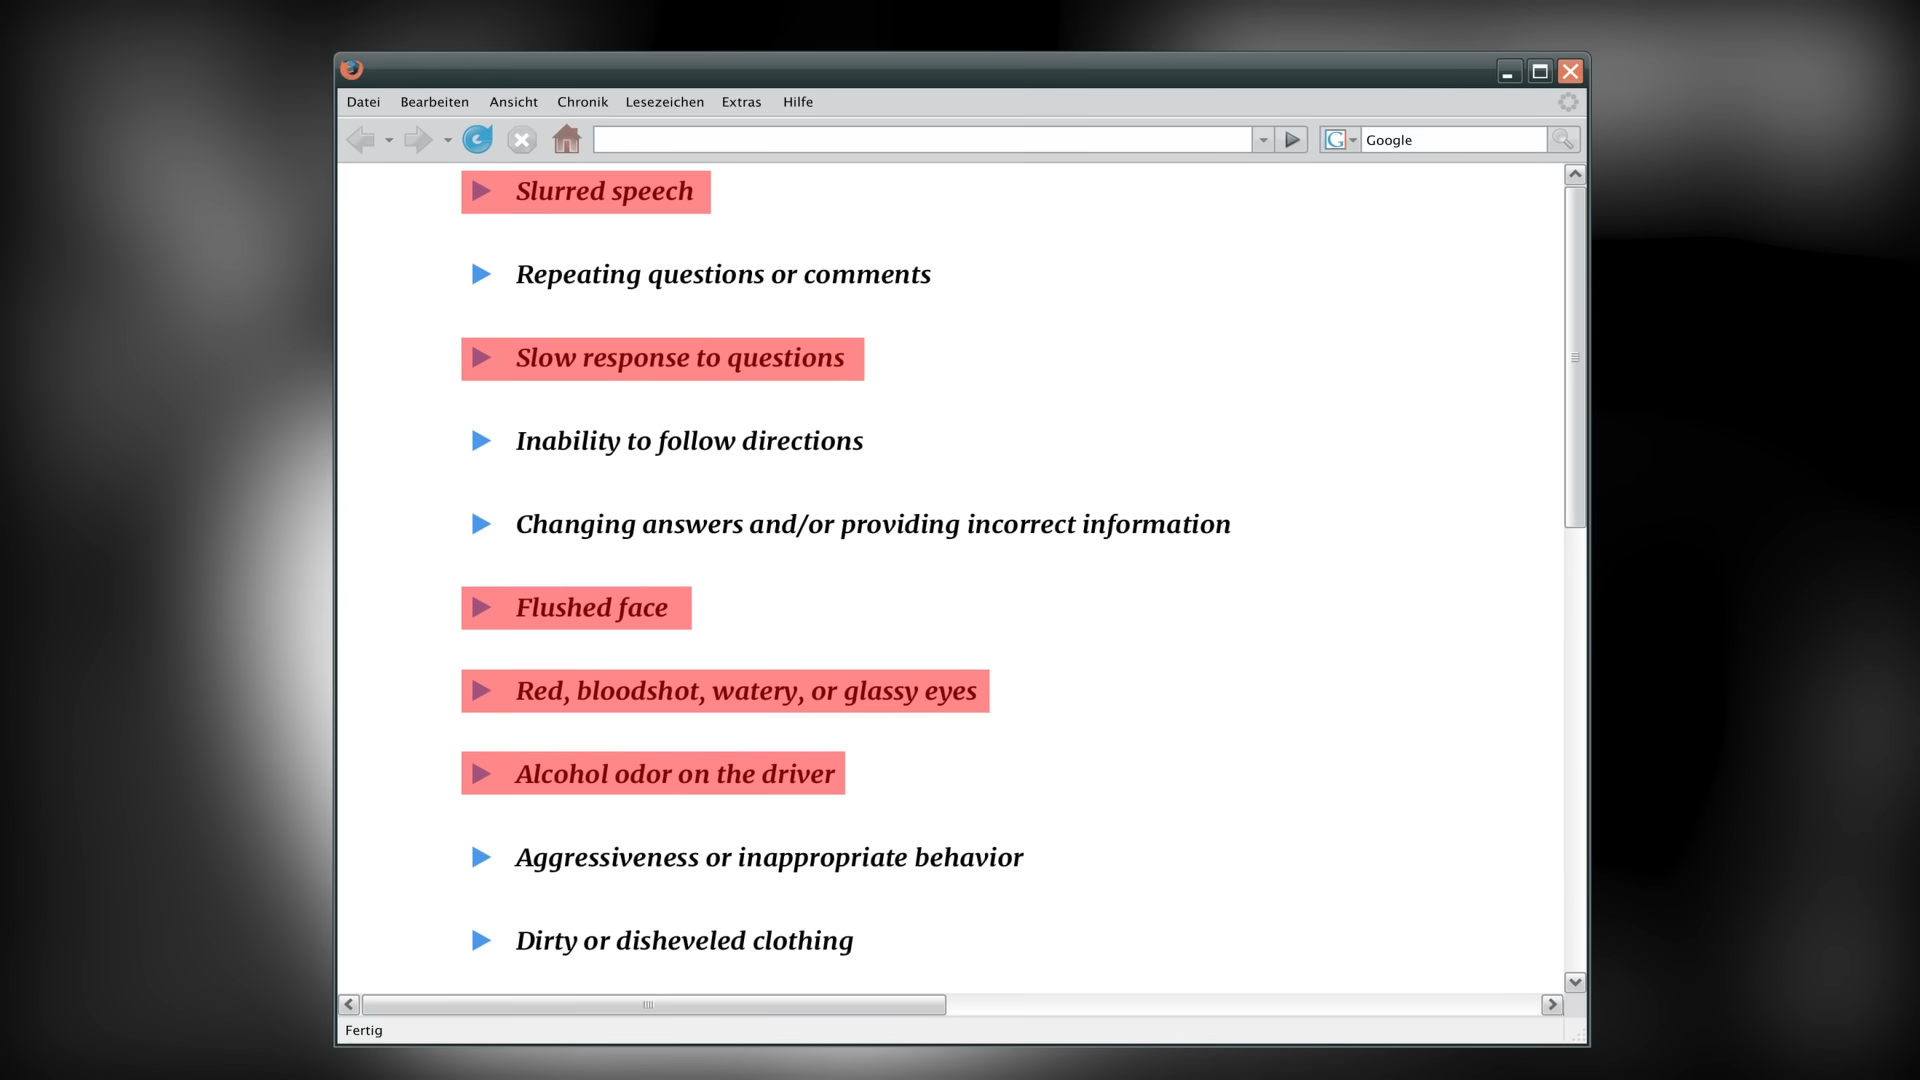 Datei Bearbeiten Ansicht Chronik Lesezeichen Extras Hilfe
Google
Slurred speech
Repeating questions or comments
Slow response to questions
Inability to follow directions
Changing answers and/or providing incorrect information
Flushed face
Red, bloodshot, watery, or glassy eyes
Alcohol odor on the driver
Aggressiveness or inappropriate behavior
Dirty or disheveled clothing
Fertig